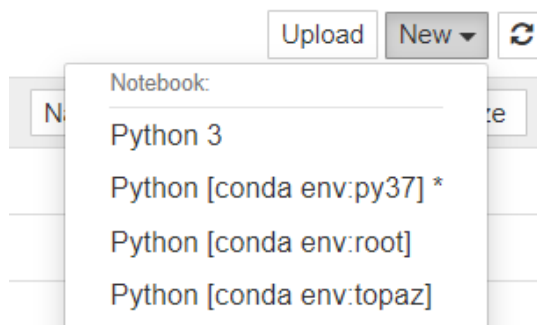 Upload New
Notebook:
Python 3
Python [conda env:py37] *
Python [conda env:root]
Python [conda env:topaz]